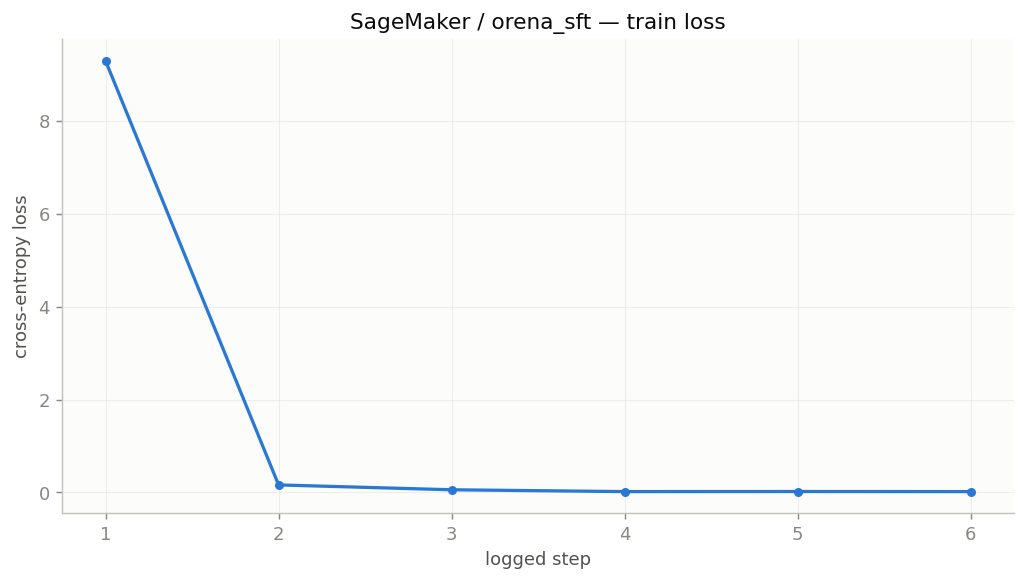 SageMaker / orena_sft — train loss
cross-entropy loss
8
6
4
2
0
1 2 3 4 5 6
logged step